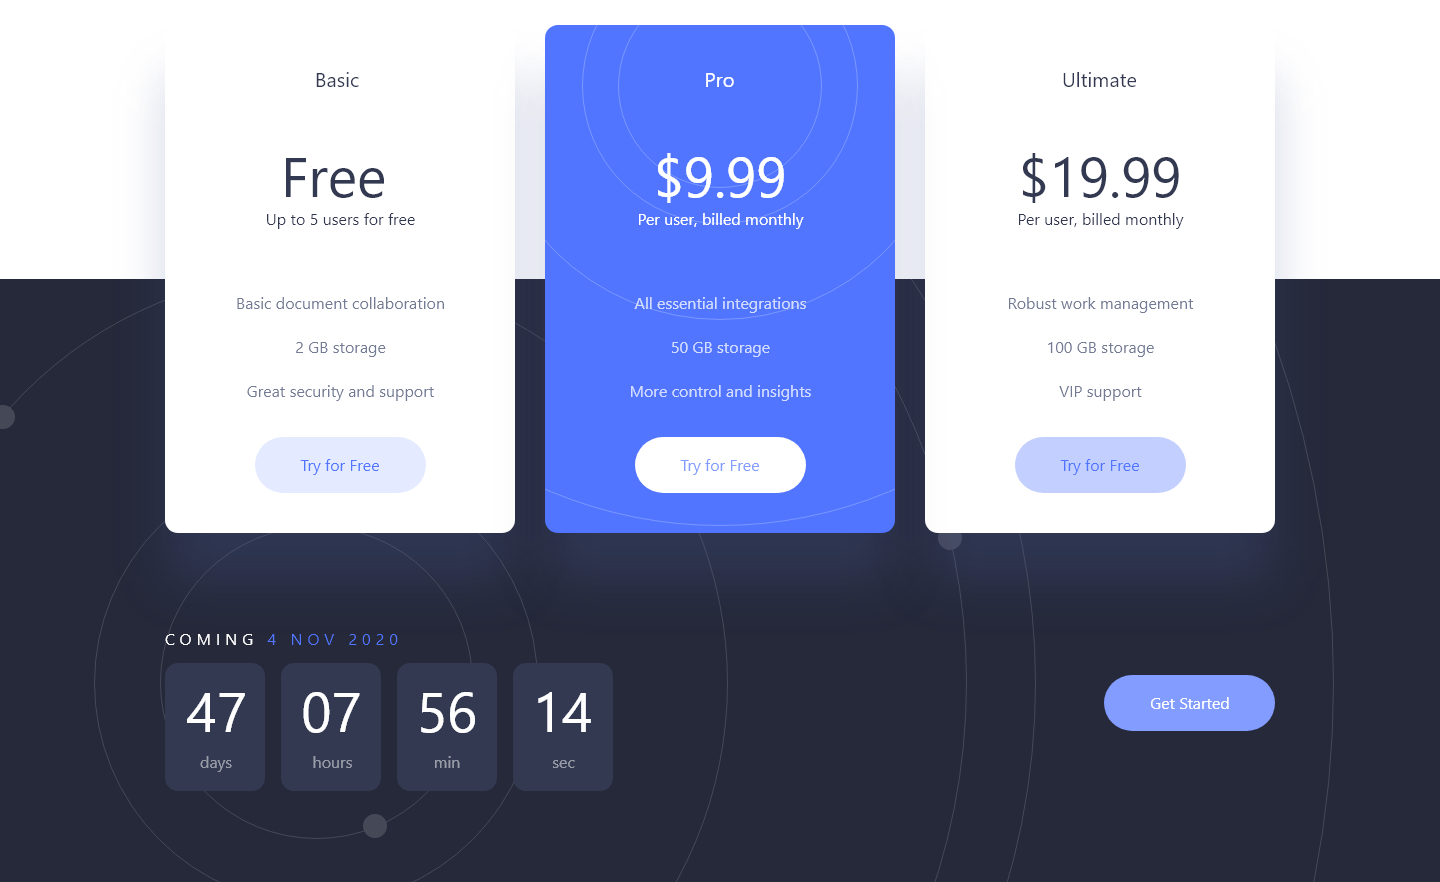 Basic
Free
Up to 5 users for free
Basic document collaboration
2 GB storage
Great security and support
Try for Free
Pro
$9.99
Per user, billed monthly
All essential integrations
50 GB storage
More control and insights
Try for Free
Ultimate
$19.99
Per user, billed monthly
Robust work management
100 GB storage
VIP support
Try for Free
COMING 4 NOV 2020
47 07 56 14
days hours min sec
Get Started